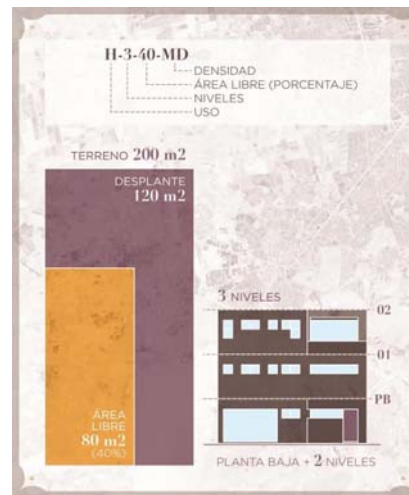 H-3-40-MD
DENSIDAD
ÁREA LIBRE (PORCENTAJE)
NIVELES
USO
TERRENO 200 m2
DESPLANTE
120 m2
ÁREA
LIBRE
80 m2
(40%)
3 NIVELES
02
01
PB
PLANTA BAJA + 2 NIVELES